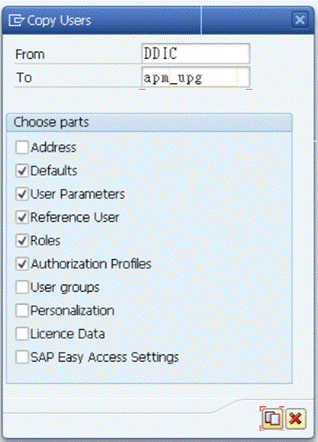 Copy Users
From DDIC
To apm_upg
Choose parts
Address
Defaults
User Parameters
Reference User
Roles
Authorization Profiles
User groups
Personalization
Licence Data
SAP Easy Access Settings